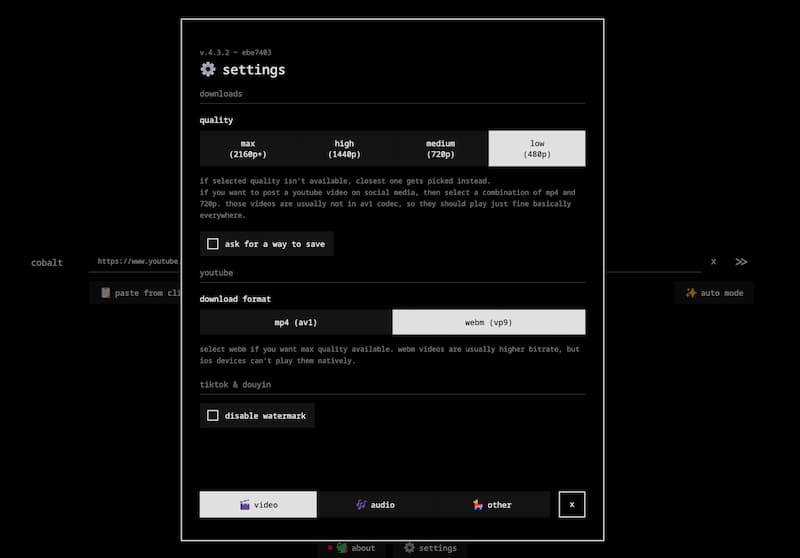 v.4.3.2 ~ ebe7403
settings
downloads
quality
max
(2160p+)
high
(1440p)
medium
(720p)
low
(480p)
if selected quality isn't available, closest one gets picked instead.
if you want to post a youtube video on social media, then select a combination of mp4 and
720p. those videos are usually not in av1 codec, so they should play just fine basically
everywhere.
ask for a way to save
cobalt
https://www.youtube.
x
>>
youtube
paste from cli
auto mode
download format
mp4 (av1)
webm (vp9)
select webm if you want max quality available. webm videos are usually higher bitrate, but
ios devices can't play them natively.
tiktok & douyin
disable watermark
video
audio
other
x
about
settings